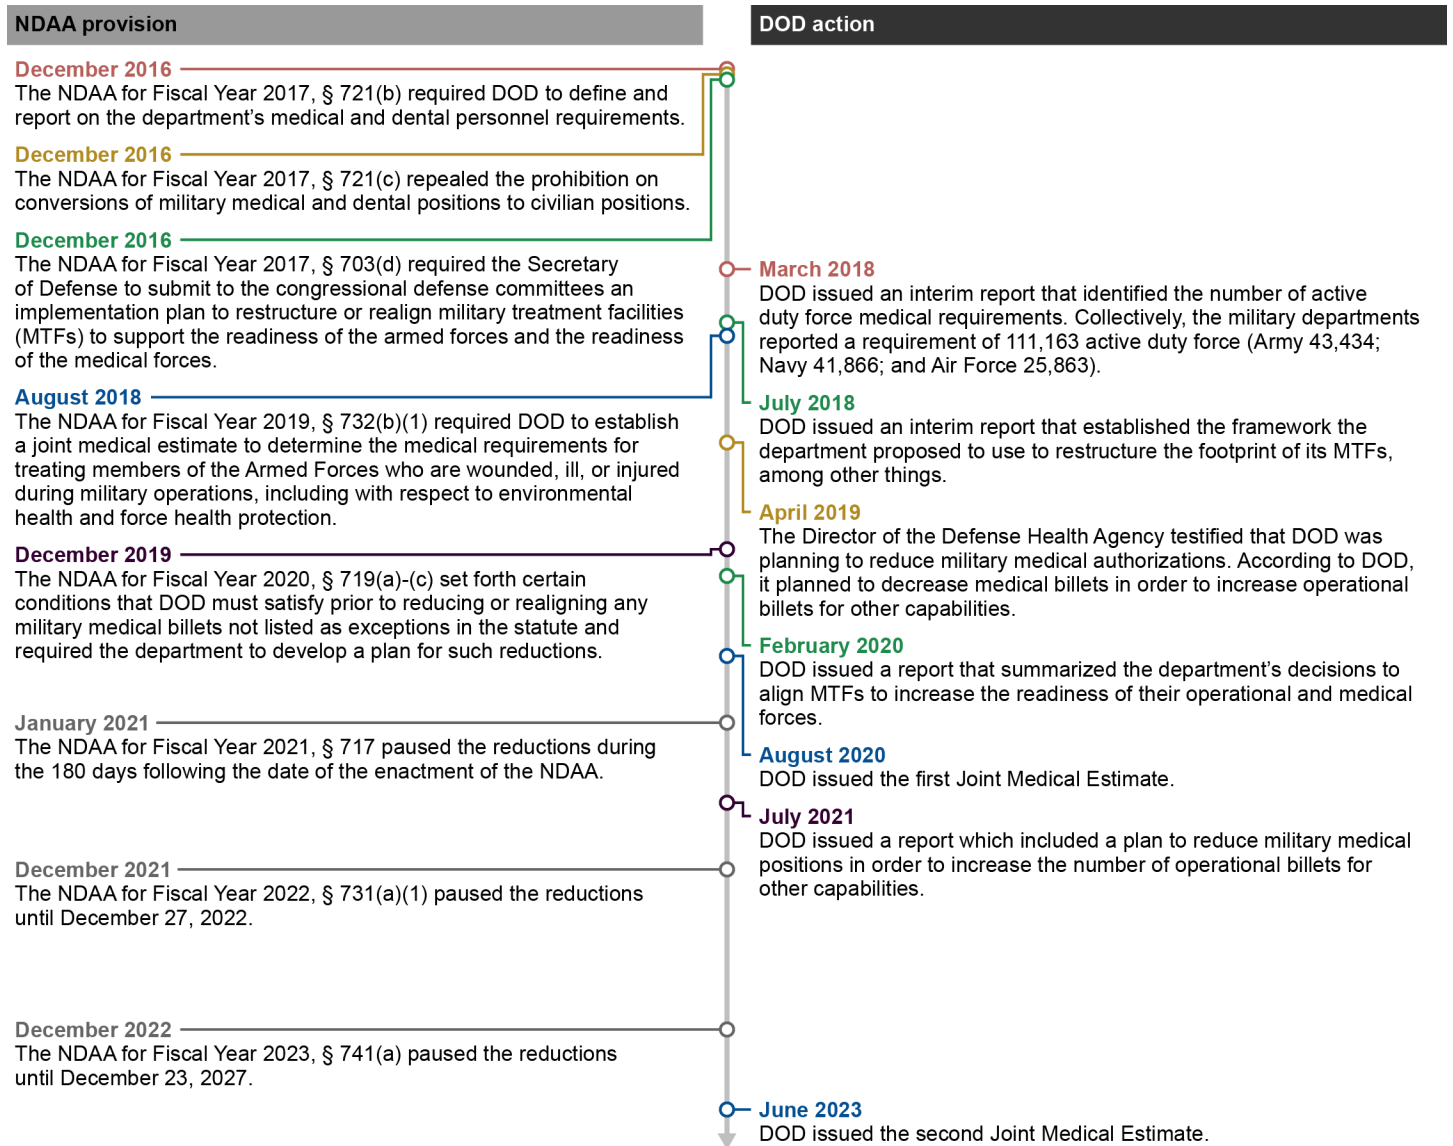 NDAA provision
December 2016
The NDAA for Fiscal Year 2017, § 721(b) required DOD to define and
report on the department's medical and dental personnel requirements.
December 2016
The NDAA for Fiscal Year 2017, § 721(c) repealed the prohibition on
conversions of military medical and dental positions to civilian positions.
December 2016
The NDAA for Fiscal Year 2017, § 703(d) required the Secretary
of Defense to submit to the congressional defense committees an
implementation plan to restructure or realign military treatment facilities
(MTFs) to support the readiness of the armed forces and the readiness
of the medical forces.
August 2018
The NDAA for Fiscal Year 2019, § 732(b)(1) required DOD to establish
a joint medical estimate to determine the medical requirements for
treating members of the Armed Forces who are wounded, ill, or injured
during military operations, including with respect to environmental
health and force health protection.
December 2019
The NDAA for Fiscal Year 2020, § 719(a)-(c) set forth certain
conditions that DOD must satisfy prior to reducing or realigning any
military medical billets not listed as exceptions in the statute and
required the department to develop a plan for such reductions.
January 2021
The NDAA for Fiscal Year 2021, § 717 paused the reductions during
the 180 days following the date of the enactment of the NDAA.
December 2021
The NDAA for Fiscal Year 2022, § 731(a)(1) paused the reductions
until December 27, 2022.
December 2022
The NDAA for Fiscal Year 2023, § 741(a) paused the reductions
until December 23, 2027.
DOD action
March 2018
DOD issued an interim report that identified the number of active
duty force medical requirements. Collectively, the military departments
reported a requirement of 111,163 active duty force (Army 43,434;
Navy 41,866; and Air Force 25,863).
July 2018
DOD issued an interim report that established the framework the
department proposed to use to restructure the footprint of its MTFs,
among other things.
April 2019
The Director of the Defense Health Agency testified that DOD was
planning to reduce military medical authorizations. According to DOD,
it planned to decrease medical billets in order to increase operational
billets for other capabilities.
February 2020
DOD issued a report that summarized the department's decisions to
align MTFs to increase the readiness of their operational and medical
forces.
August 2020
DOD issued the first Joint Medical Estimate.
July 2021
DOD issued a report which included a plan to reduce military medical
positions in order to increase the number of operational billets for
other capabilities.
June 2023
DOD issued the second Joint Medical Estimate.